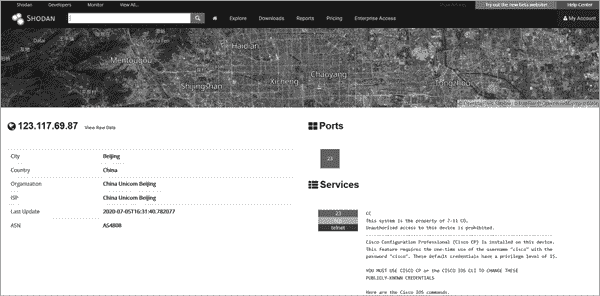 Shodan Developers Monitor View All... Try out the new beta website! Help Center
SHODAN Explore Downloads Reports Pricing Enterprise Access My Account
Haidian
Mentougou
Chaoyang
Shijingshan Xicheng Tongzhou
123.117.69.87 View Raw Data
City Beijing
Country China
Organization China Unicom Beijing
ISP China Unicom Beijing
Last Update 2020-07-05T16:31:40.782077
ASN AS4808
Ports
23
Services
23
tcp
telnet
CC
This system is the property of 7-11 CO.
Unauthorized access to this device is prohibited.
Cisco Configuration Professional (Cisco CP) is installed on this device.
This feature requires the one-time use of the username "cisco" with the
password "cisco". These default credentials have a privilege level of 15.
YOU MUST USE CISCO CP or the CISCO IOS CLI TO CHANGE THESE
PUBLICLY-KNOWN CREDENTIALS
Here are the Cisco IOS commands.